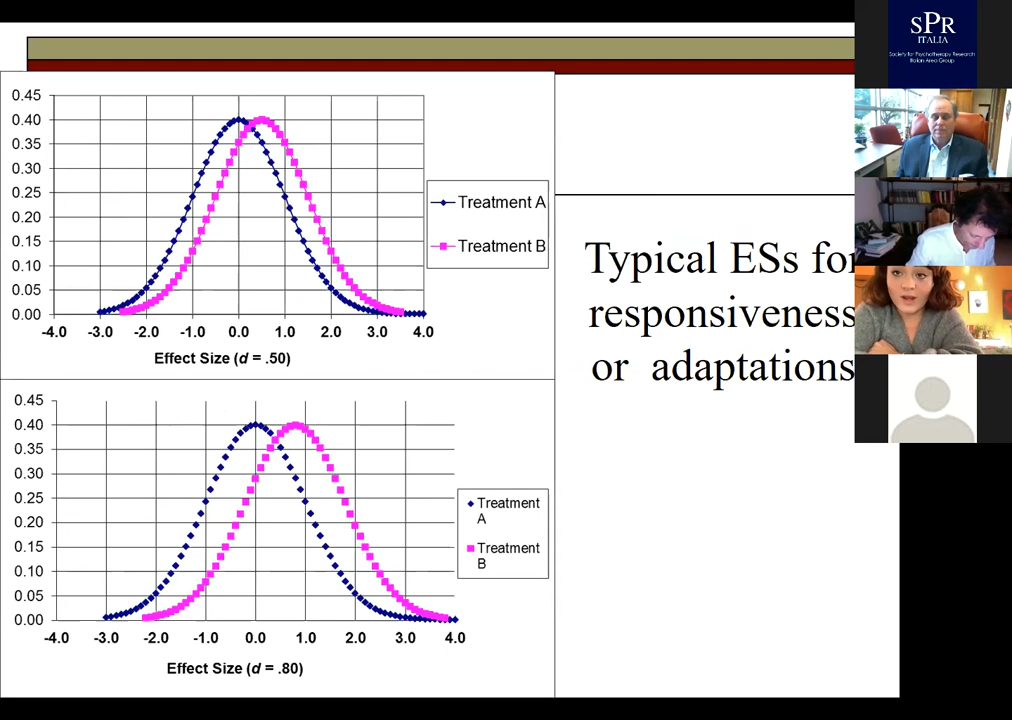 SPR
ITALIA
Society for Psychotherapy Research
Italian Area Group
0.45
0.40
0.35
0.30
0.25
0.20
0.15
0.10
0.05
0.00
-4.0 -3.0 -2.0 -1.0 0.0 1.0 2.0 3.0 4.0
Effect Size (d = .50)
Treatment A
Treatment B
Typical ESs for
responsiveness
or adaptations
0.45
0.40
0.35
0.30
0.25
0.20
0.15
0.10
0.05
0.00
-4.0 -3.0 -2.0 -1.0 0.0 1.0 2.0 3.0 4.0
Effect Size (d = .80)
Treatment
A
Treatment
B